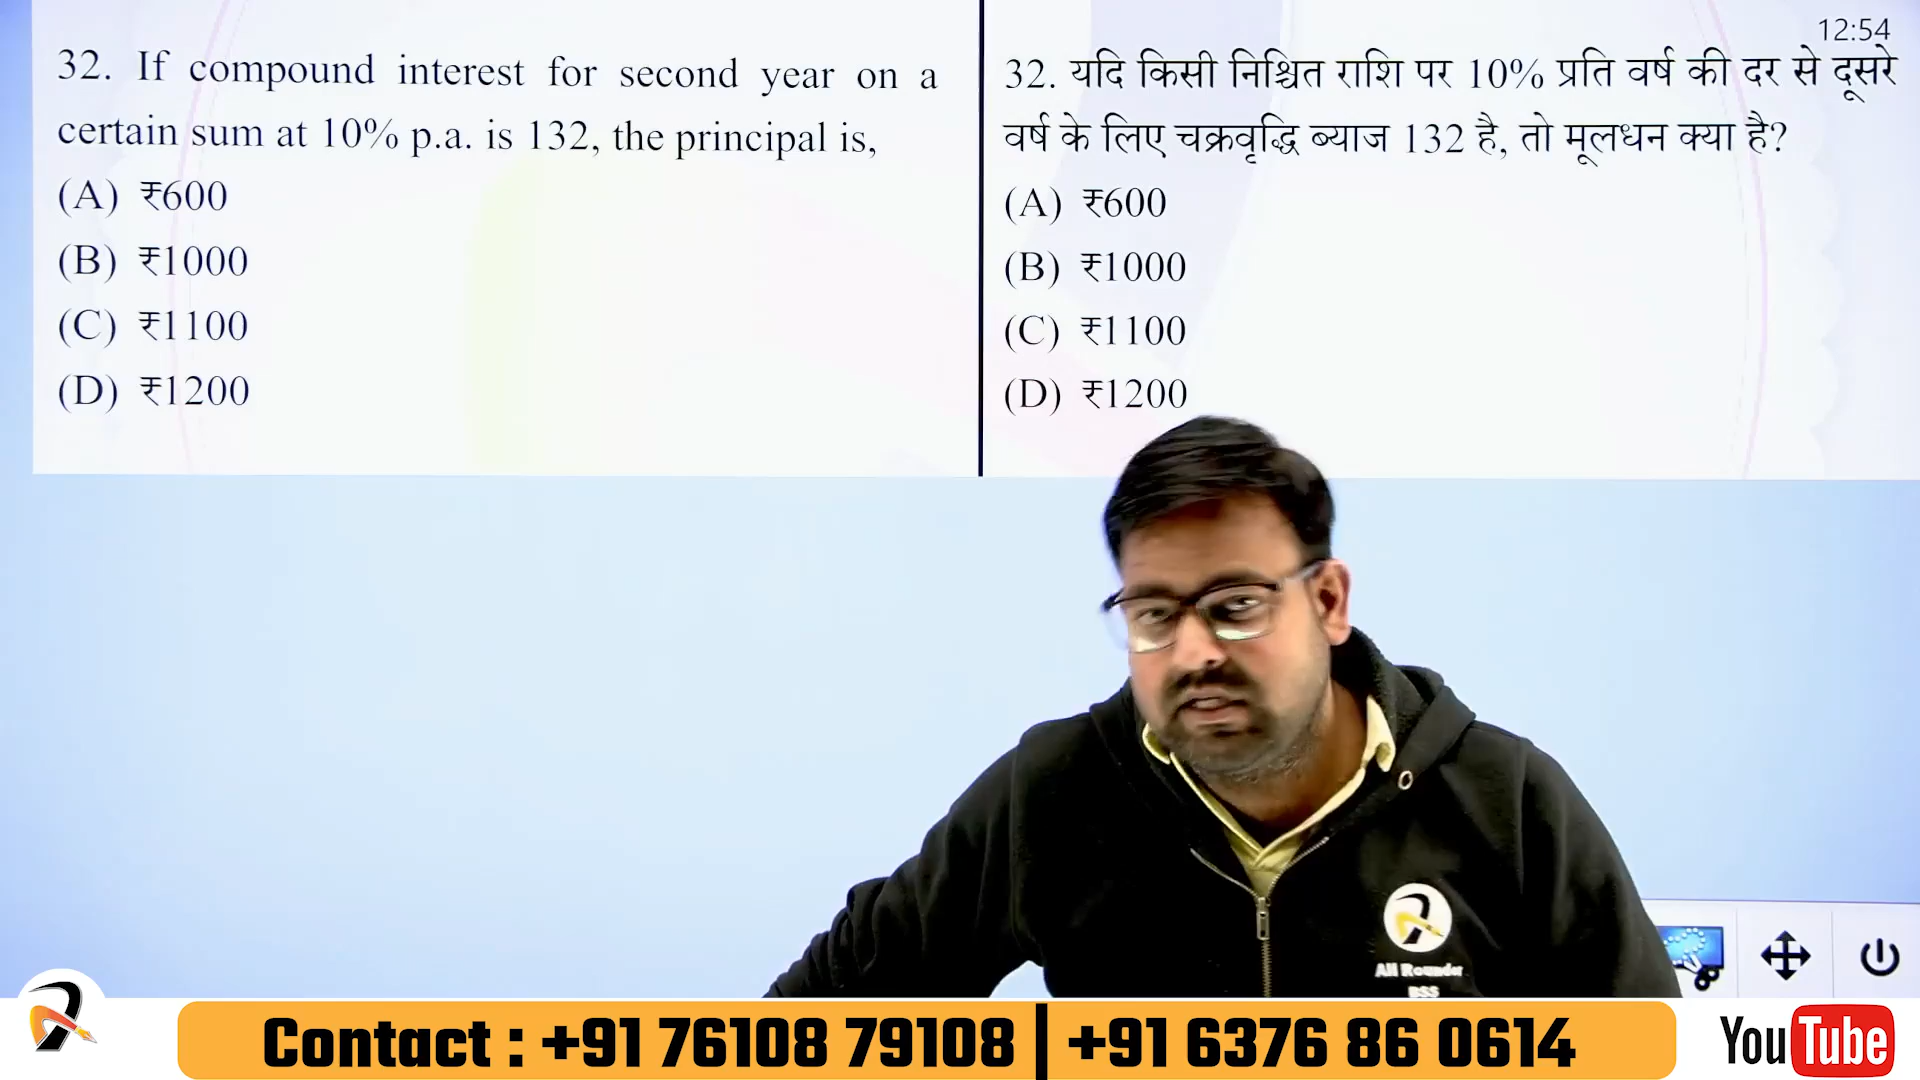 12:54
32. If compound interest for second year on a
certain sum at 10% p.a. is 132, the principal is,
(A) ₹600
(B) ₹1000
(C) ₹1100
(D) ₹1200
32. यदि किसी निश्चित राशि पर 10% प्रति वर्ष की दर से दूसरे
वर्ष के लिए चक्रवृद्धि ब्याज 132 है, तो मूलधन क्या है?
(A) ₹600
(B) ₹1000
(C) ₹1100
(D) ₹1200
All Rounder
BSS
Contact : +91 76108 79108 | +91 6376 86 0614
YouTube